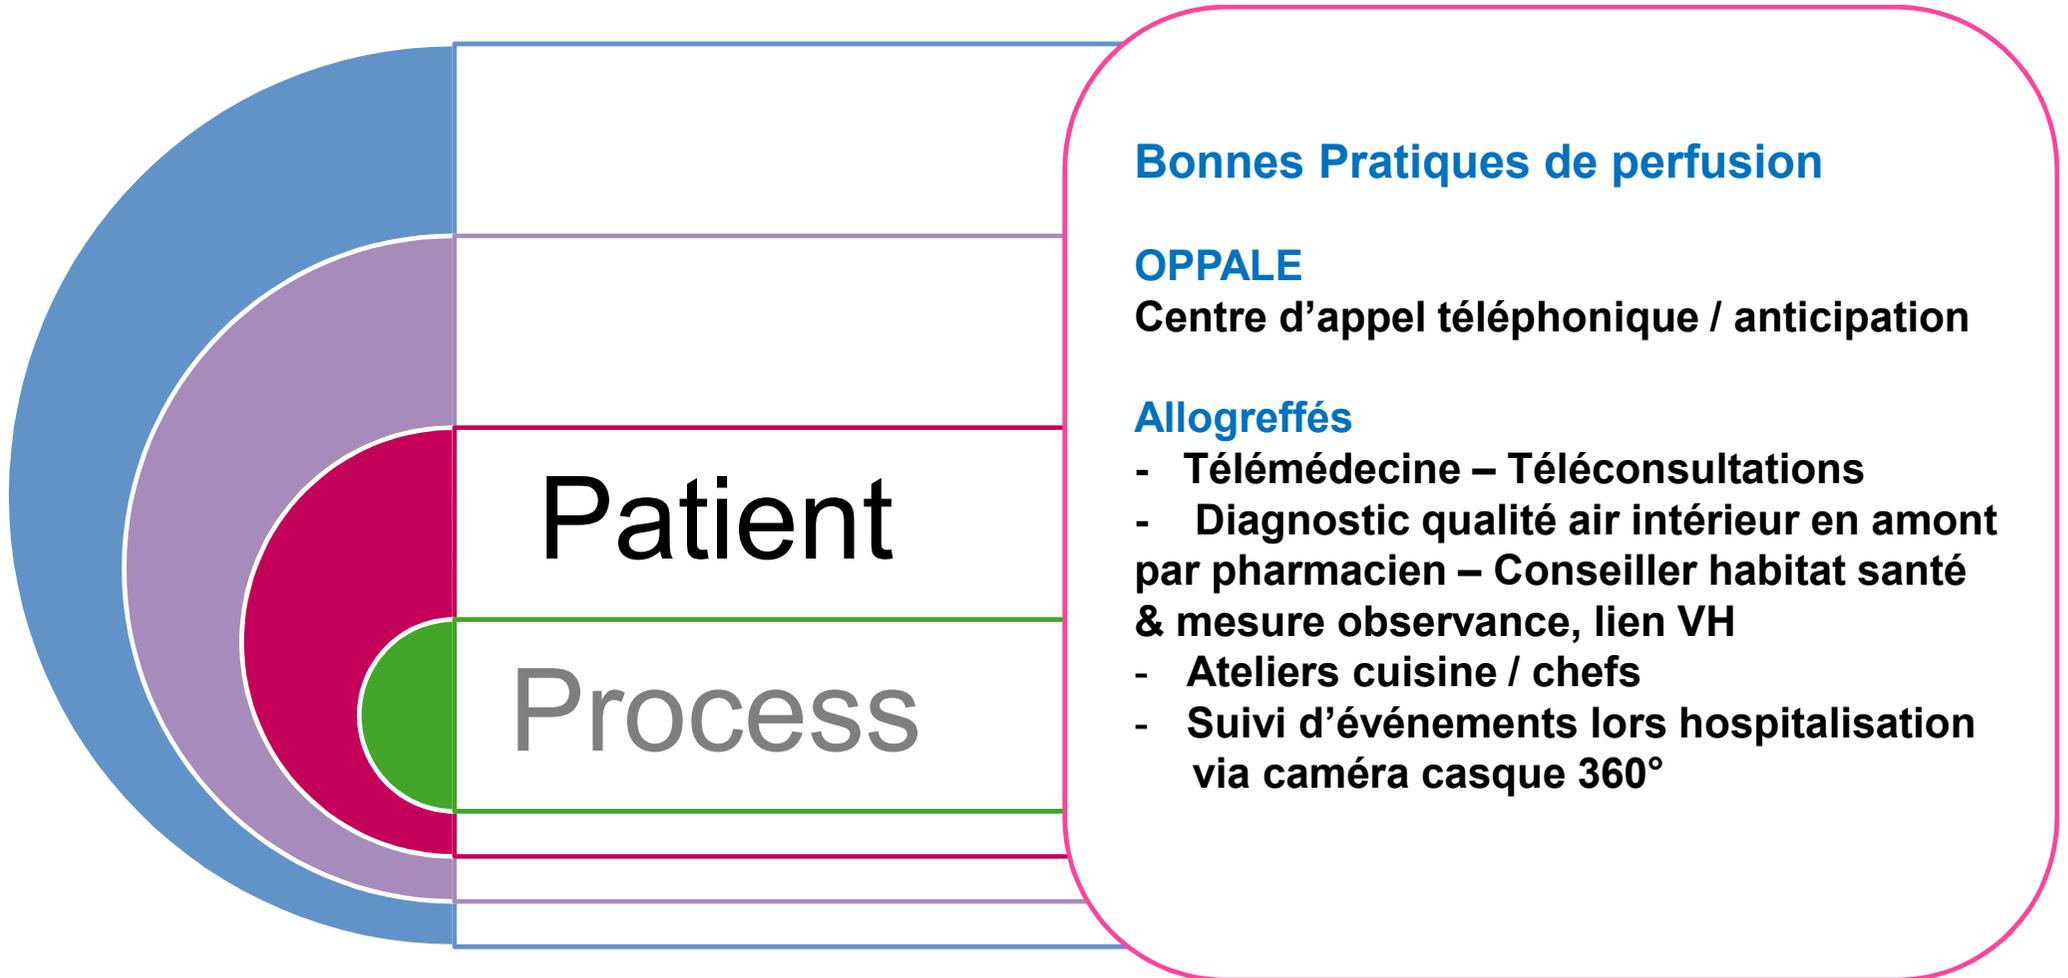 Patient
Process
Bonnes Pratiques de perfusion
OPPALE
Centre d’appel téléphonique / anticipation
Allogreffés
- Télémédecine – Téléconsultations
- Diagnostic qualité air intérieur en amont
par pharmacien – Conseiller habitat santé
& mesure observance, lien VH
- Ateliers cuisine / chefs
- Suivi d’événements lors hospitalisation
via caméra casque 360°